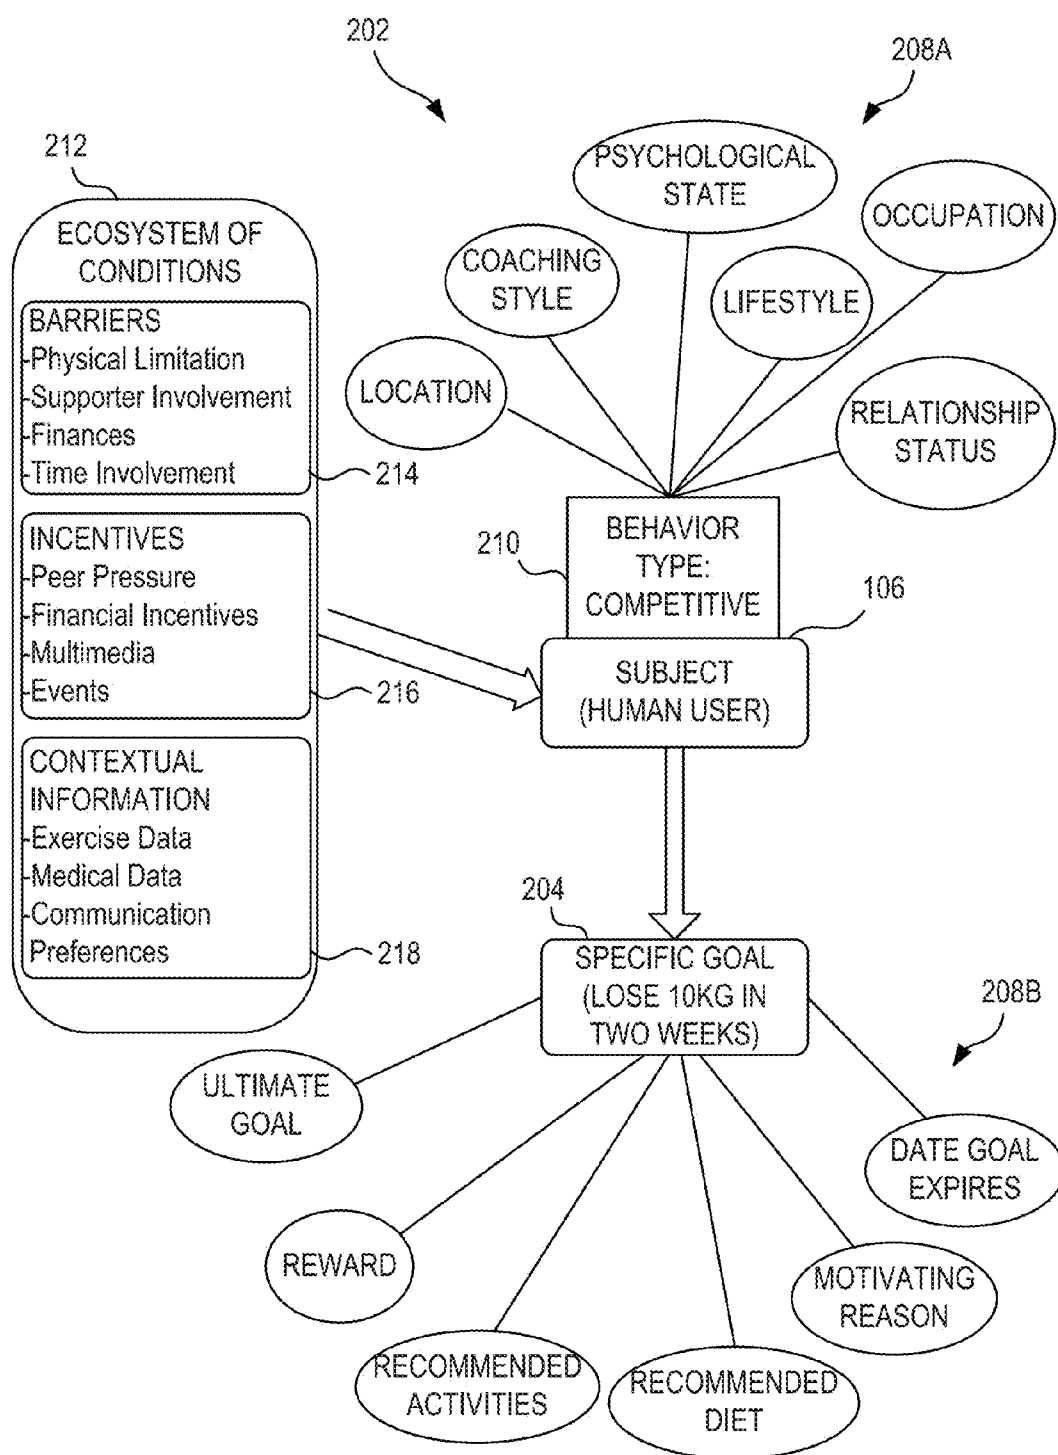 202
208A
212
ECOSYSTEM OF
CONDITIONS
BARRIERS
-Physical Limitation
-Supporter Involvement
-Finances
-Time Involvement
214
INCENTIVES
-Peer Pressure
-Financial Incentives
-Multimedia
-Events
216
CONTEXTUAL
INFORMATION
-Exercise Data
-Medical Data
-Communication
Preferences
218
PSYCHOLOGICAL
STATE
OCCUPATION
COACHING
STYLE
LIFESTYLE
LOCATION
RELATIONSHIP
STATUS
210
BEHAVIOR
TYPE:
COMPETITIVE
106
SUBJECT
(HUMAN USER)
204
SPECIFIC GOAL
(LOSE 10KG IN
TWO WEEKS)
208B
ULTIMATE
GOAL
DATE GOAL
EXPIRES
REWARD
MOTIVATING
REASON
RECOMMENDED
ACTIVITIES
RECOMMENDED
DIET